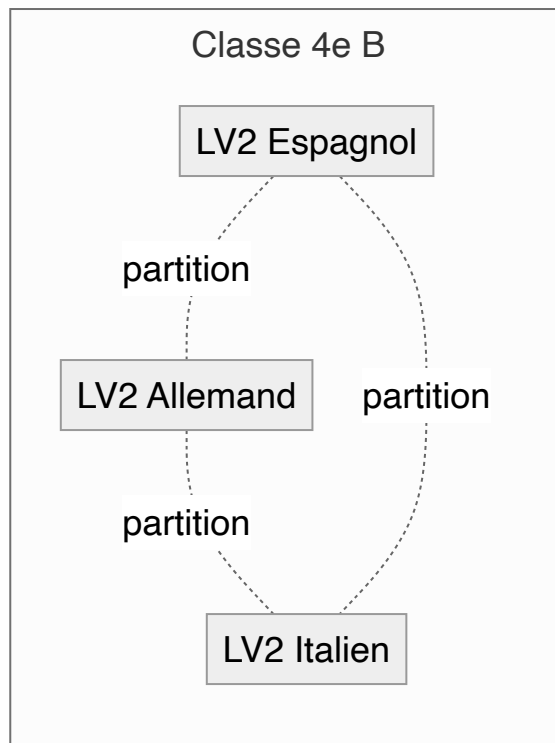 Classe 4e B
LV2 Espagnol
partition
LV2 Allemand
partition
partition
LV2 Italien